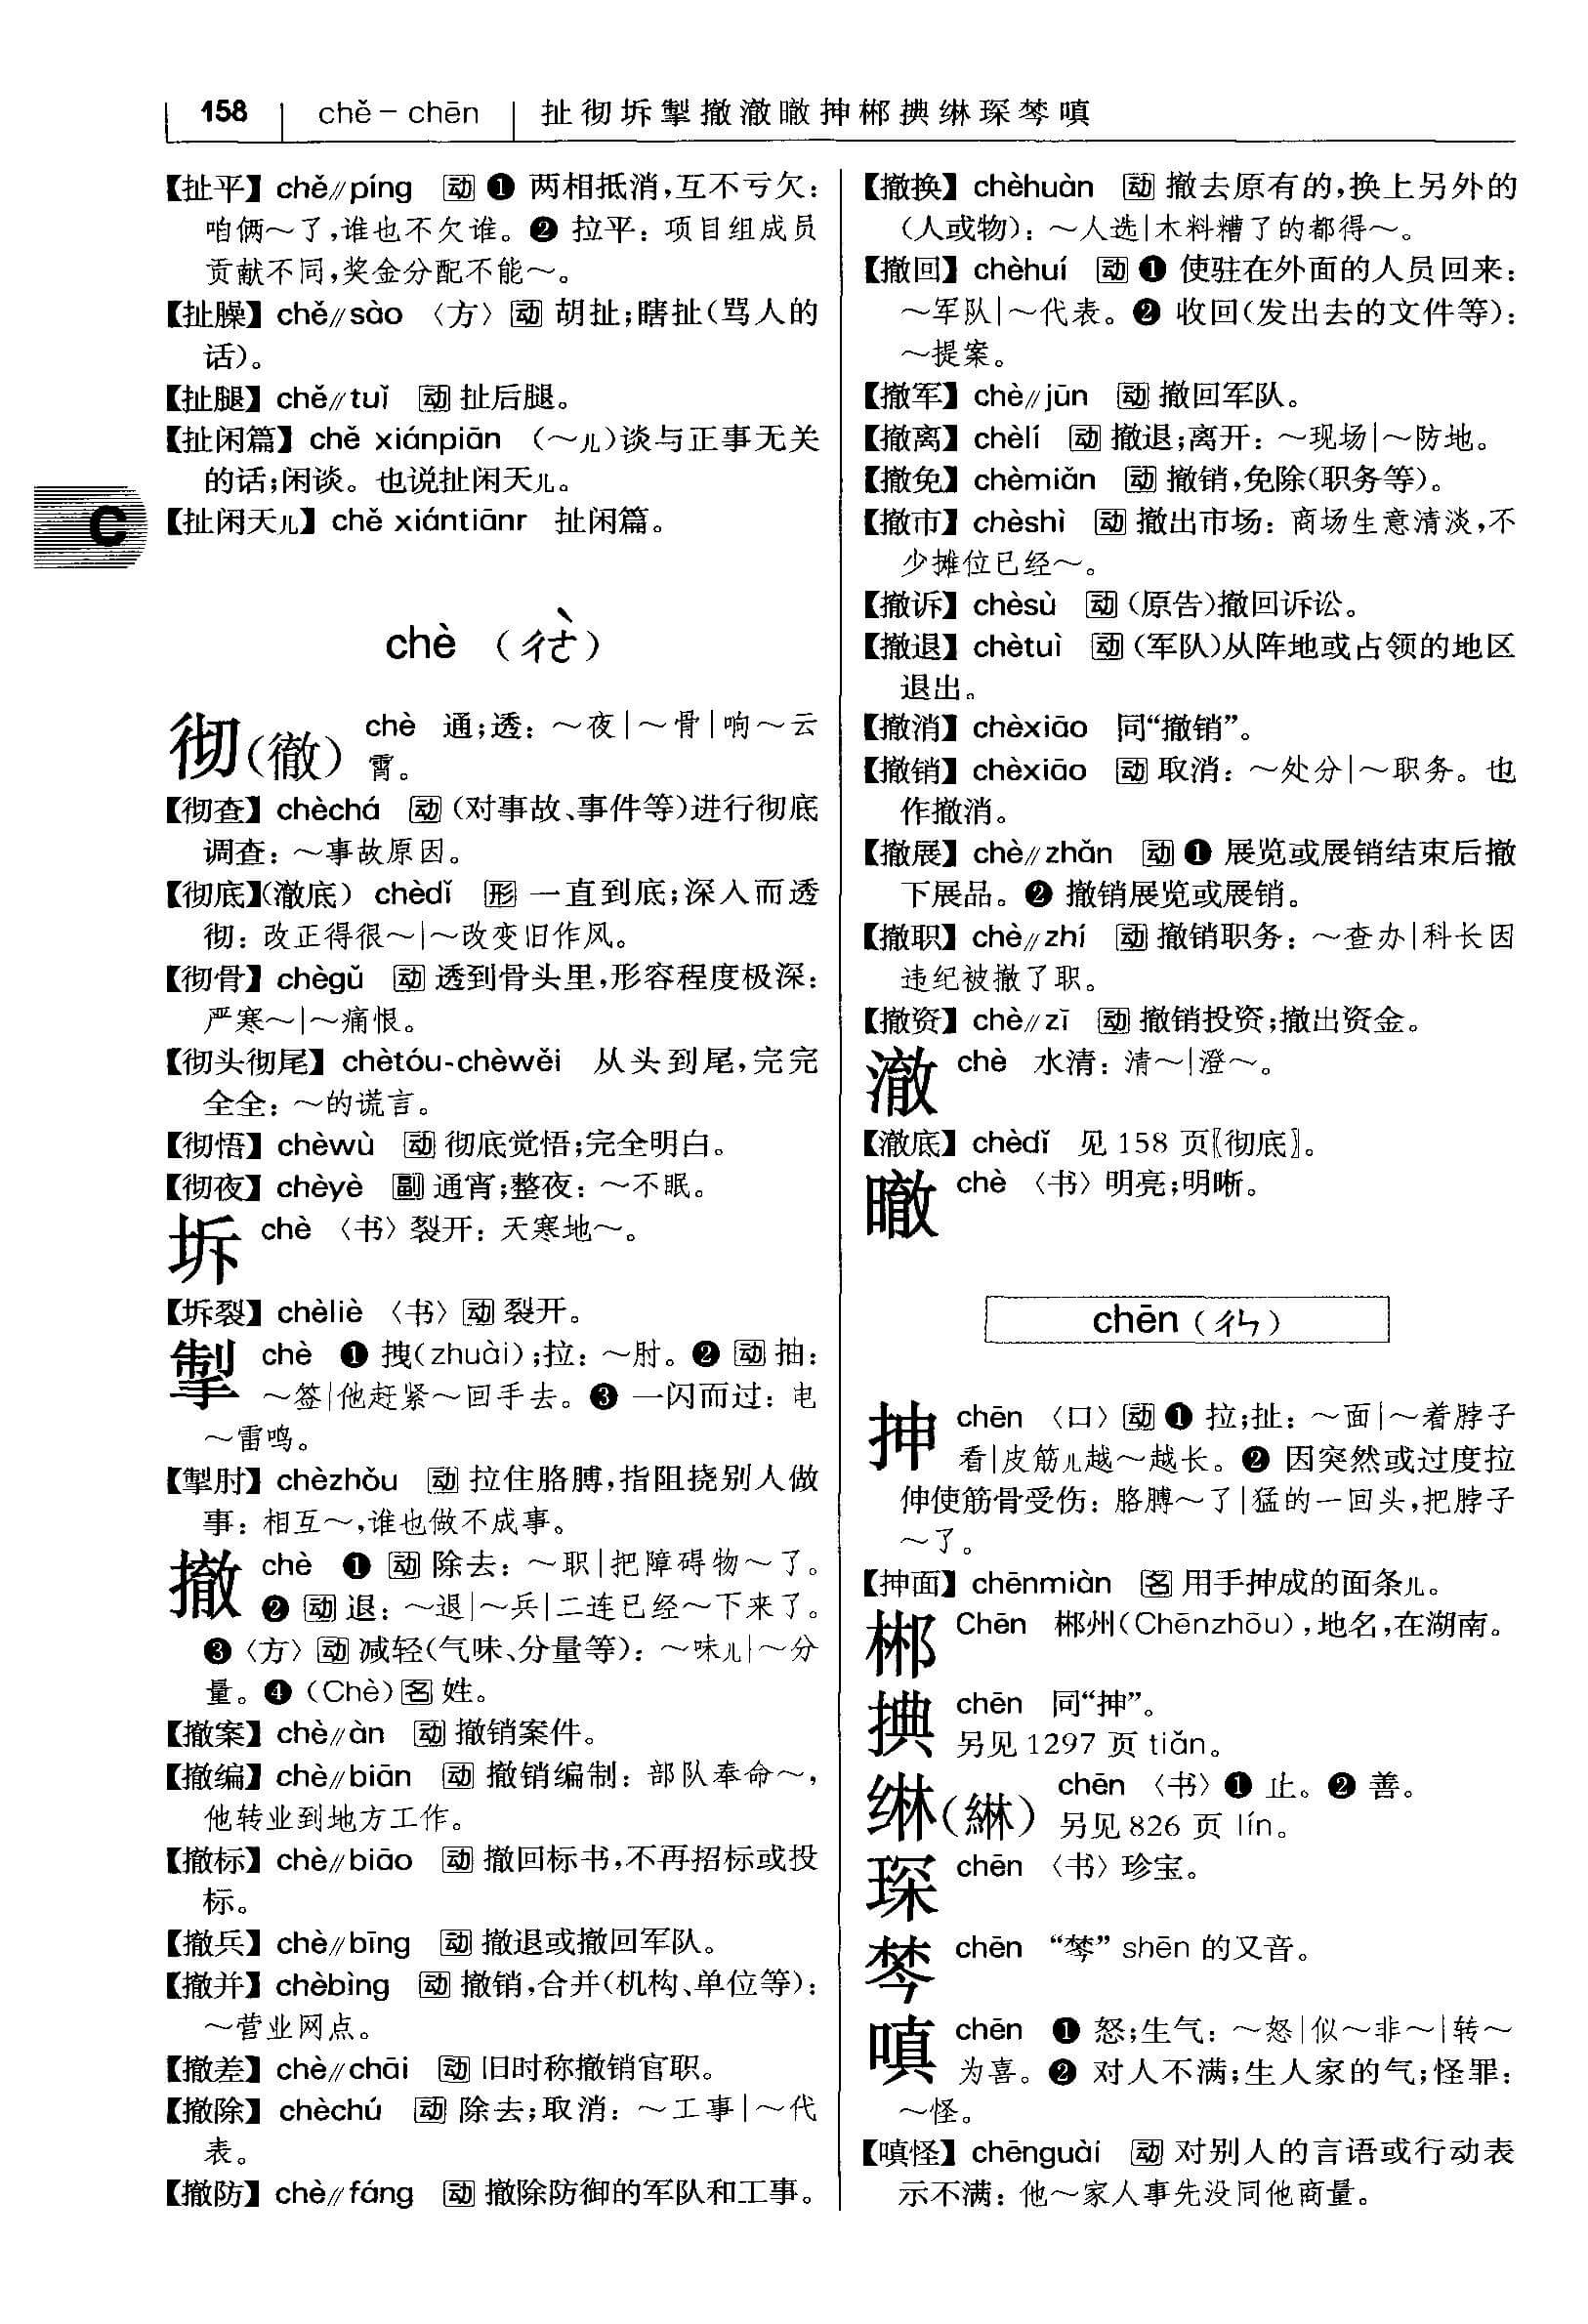 158 chě－chēn 扯彻坼掣撤澈瞮抻郴捵綝琛棽嗔
【扯平】 chě∥píng 动 ❶ 两相抵消,互不亏欠:
咱俩～了,谁也不欠谁。❷ 拉平: 项目组成员
贡献不同,奖金分配不能～。
【扯臊】 chě∥sào 〈方〉 动 胡扯;瞎扯(骂人的
话)。
【扯腿】 chě∥tuǐ 动 扯后腿。
【扯闲篇】 chě xiánpiān （～儿)谈与正事无关
的话;闲谈。也说扯闲天儿。
C
【扯闲天儿】 chě xiántiānr 扯闲篇。
chè （ㄔㄜˋ）
彻(徹) chè 通;透: ～夜|～骨|响～云
霄。
【彻查】 chèchá 动 (对事故、事件等)进行彻底
调查: ～事故原因。
【彻底】(澈底） chèdǐ 形 一直到底;深入而透
彻: 改正得很～|～改变旧作风。
【彻骨】 chègǔ 动 透到骨头里,形容程度极深:
严寒～|～痛恨。
【彻头彻尾】 chètóu-chèwěi 从头到尾,完完
全全: ～的谎言。
【彻悟】 chèwù 动 彻底觉悟;完全明白。
【彻夜】 chèyè 副 通宵;整夜: ～不眠。
坼 chè 〈书〉 裂开: 天寒地～。
【坼裂】 chèliè 〈书〉 动 裂开。
掣 chè ❶ 拽(zhuài);拉: ～肘。❷ 动 抽:
～签|他赶紧～回手去。❸ 一闪而过: 电
～雷鸣。
【掣肘】 chèzhǒu 动 拉住胳膊,指阻挠别人做
事: 相互～,谁也做不成事。
撤 chè ❶ 动 除去: ～职|把障碍物～了。
❷ 动 退: ～退|～兵|二连已经～下来了。
❸〈方〉 动 减轻(气味、分量等): ～味儿|～分
量。❹（Chè) 名 姓。
【撤案】 chè∥àn 动 撤销案件。
【撤编】 chè∥biān 动 撤销编制: 部队奉命～,
他转业到地方工作。
【撤标】 chè∥biāo 动 撤回标书,不再招标或投
标。
【撤兵】 chè∥bīng 动 撤退或撤回军队。
【撤并】 chèbìng 动 撤销,合并(机构、单位等):
～营业网点。
【撤差】 chè∥chāi 动 旧时称撤销官职。
【撤除】 chèchú 动 除去;取消: ～工事|～代
表。
【撤防】 chè∥fáng 动 撤除防御的军队和工事。
【撤换】 chèhuàn 动 撤去原有的,换上另外的
（人或物): ～人选|木料糟了的都得～。
【撤回】 chèhuí 动 ❶ 使驻在外面的人员回来:
～军队|～代表。❷ 收回(发出去的文件等):
～提案。
【撤军】 chè∥jūn 动 撤回军队。
【撤离】 chèlí 动 撤退;离开: ～现场|～防地。
【撤免】 chèmiǎn 动 撤销,免除(职务等)。
【撤市】 chèshì 动 撤出市场: 商场生意清淡,不
少摊位已经～。
【撤诉】 chèsù 动 (原告)撤回诉讼。
【撤退】 chètuì 动 (军队)从阵地或占领的地区
退出。
【撤消】 chèxiāo 同“撤销”。
【撤销】 chèxiāo 动 取消: ～处分|～职务。也
作撤消。
【撤展】 chè∥zhǎn 动 ❶ 展览或展销结束后撤
下展品。❷ 撤销展览或展销。
【撤职】 chè∥zhí 动 撤销职务: ～查办|科长因
违纪被撤了职。
【撤资】 chè∥zī 动 撤销投资;撤出资金。
澈 chè 水清: 清～|澄～。
【澈底】 chèdǐ 见 158 页〖彻底〗。
瞮 chè 〈书〉 明亮;明晰。
chēn（ㄔㄣ）
抻 chēn 〈口〉 动 ❶ 拉;扯: ～面|～着脖子
看|皮筋儿越～越长。❷ 因突然或过度拉
伸使筋骨受伤: 胳膊～了|猛的一回头,把脖子
～了。
【抻面】 chēnmiàn 名 用手抻成的面条儿。
郴 Chēn 郴州(Chēnzhōu),地名,在湖南。
捵 chēn 同“抻”。
另见 1297 页 tiǎn。
綝(綝） chēn 〈书〉 ❶ 止。❷ 善。
另见 826 页 lín。
琛 chēn 〈书〉 珍宝。
棽 chēn “棽” shēn 的又音。
嗔 chēn ❶ 怒;生气: ～怒|似～非～|转～
为喜。❷ 对人不满;生人家的气;怪罪:
～怪。
【嗔怪】 chēnguài 动 对别人的言语或行动表
示不满: 他～家人事先没同他商量。